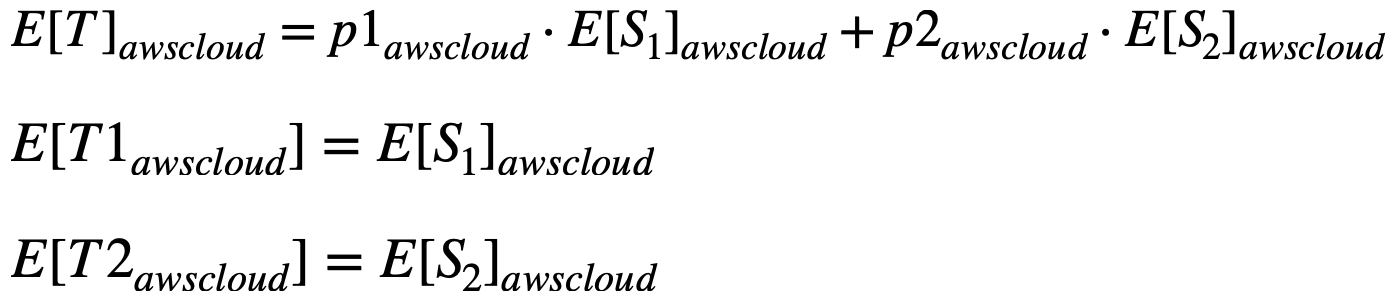 E[T]_{awscloud} = p1_{awscloud} · E[S_1]_{awscloud} + p2_{awscloud} · E[S_2]_{awscloud}
E[T1_{awscloud}] = E[S_1]_{awscloud}
E[T2_{awscloud}] = E[S_2]_{awscloud}